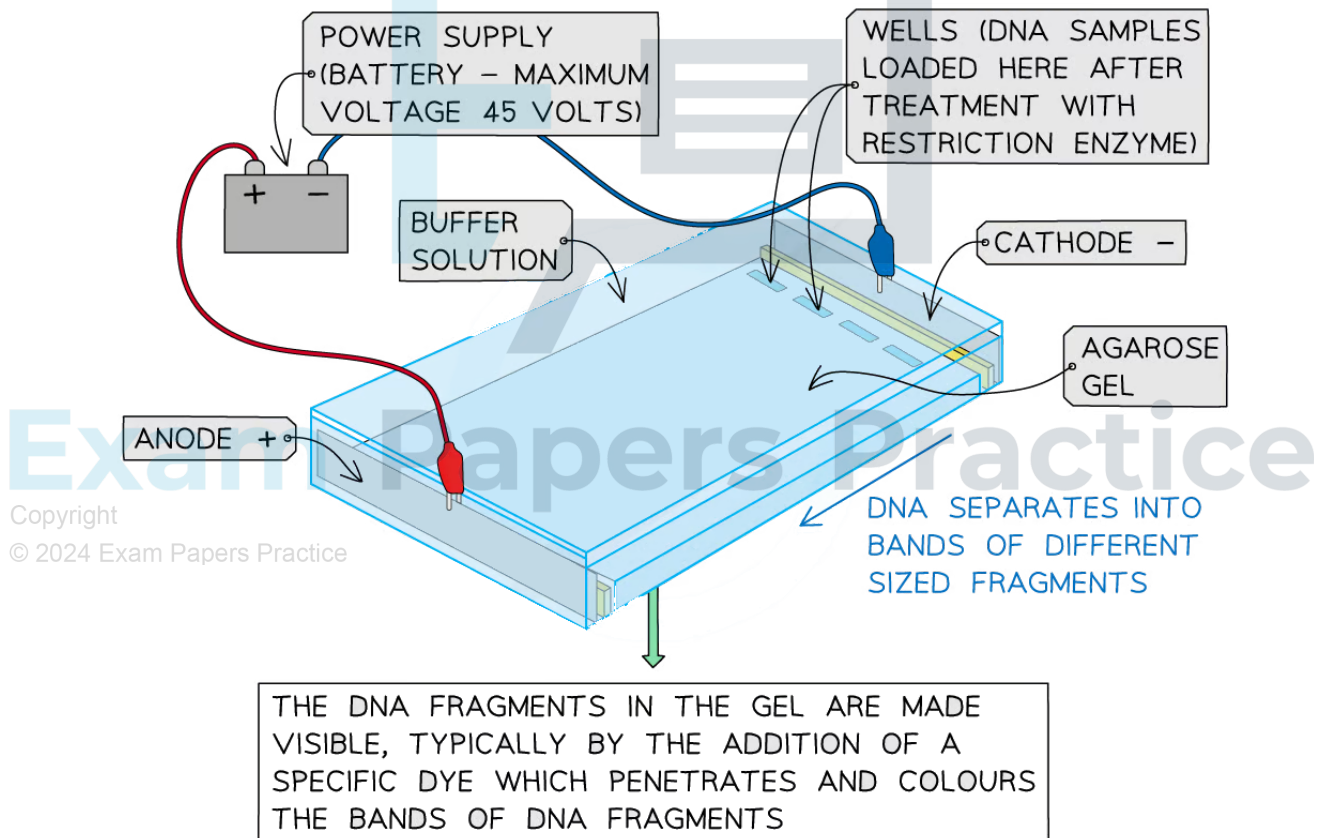 POWER SUPPLY
(BATTERY – MAXIMUM
VOLTAGE 45 VOLTS)
WELLS (DNA SAMPLES
LOADED HERE AFTER
TREATMENT WITH
RESTRICTION ENZYME)
+ –
BUFFER
SOLUTION
CATHODE –
AGAROSE
GEL
ANODE +
Exam Papers Practice
Copyright
© 2024 Exam Papers Practice
DNA SEPARATES INTO
BANDS OF DIFFERENT
SIZED FRAGMENTS
THE DNA FRAGMENTS IN THE GEL ARE MADE
VISIBLE, TYPICALLY BY THE ADDITION OF A
SPECIFIC DYE WHICH PENETRATES AND COLOURS
THE BANDS OF DNA FRAGMENTS